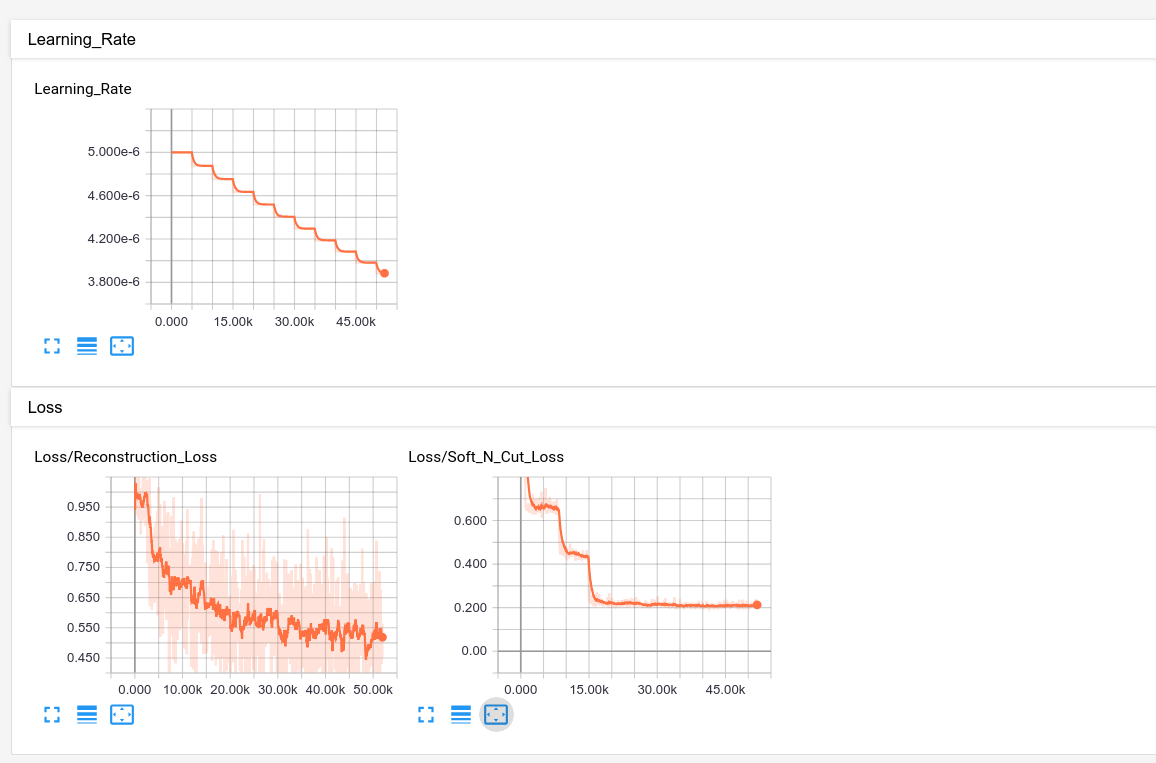 Learning_Rate
Learning_Rate
5.000e-6
4.600e-6
4.200e-6
3.800e-6
0.000 15.00k 30.00k 45.00k
Loss
Loss/Reconstruction_Loss
0.950
0.850
0.750
0.650
0.550
0.450
0.000 10.00k 20.00k 30.00k 40.00k 50.00k
Loss/Soft_N_Cut_Loss
0.600
0.400
0.200
0.00
0.000 15.00k 30.00k 45.00k